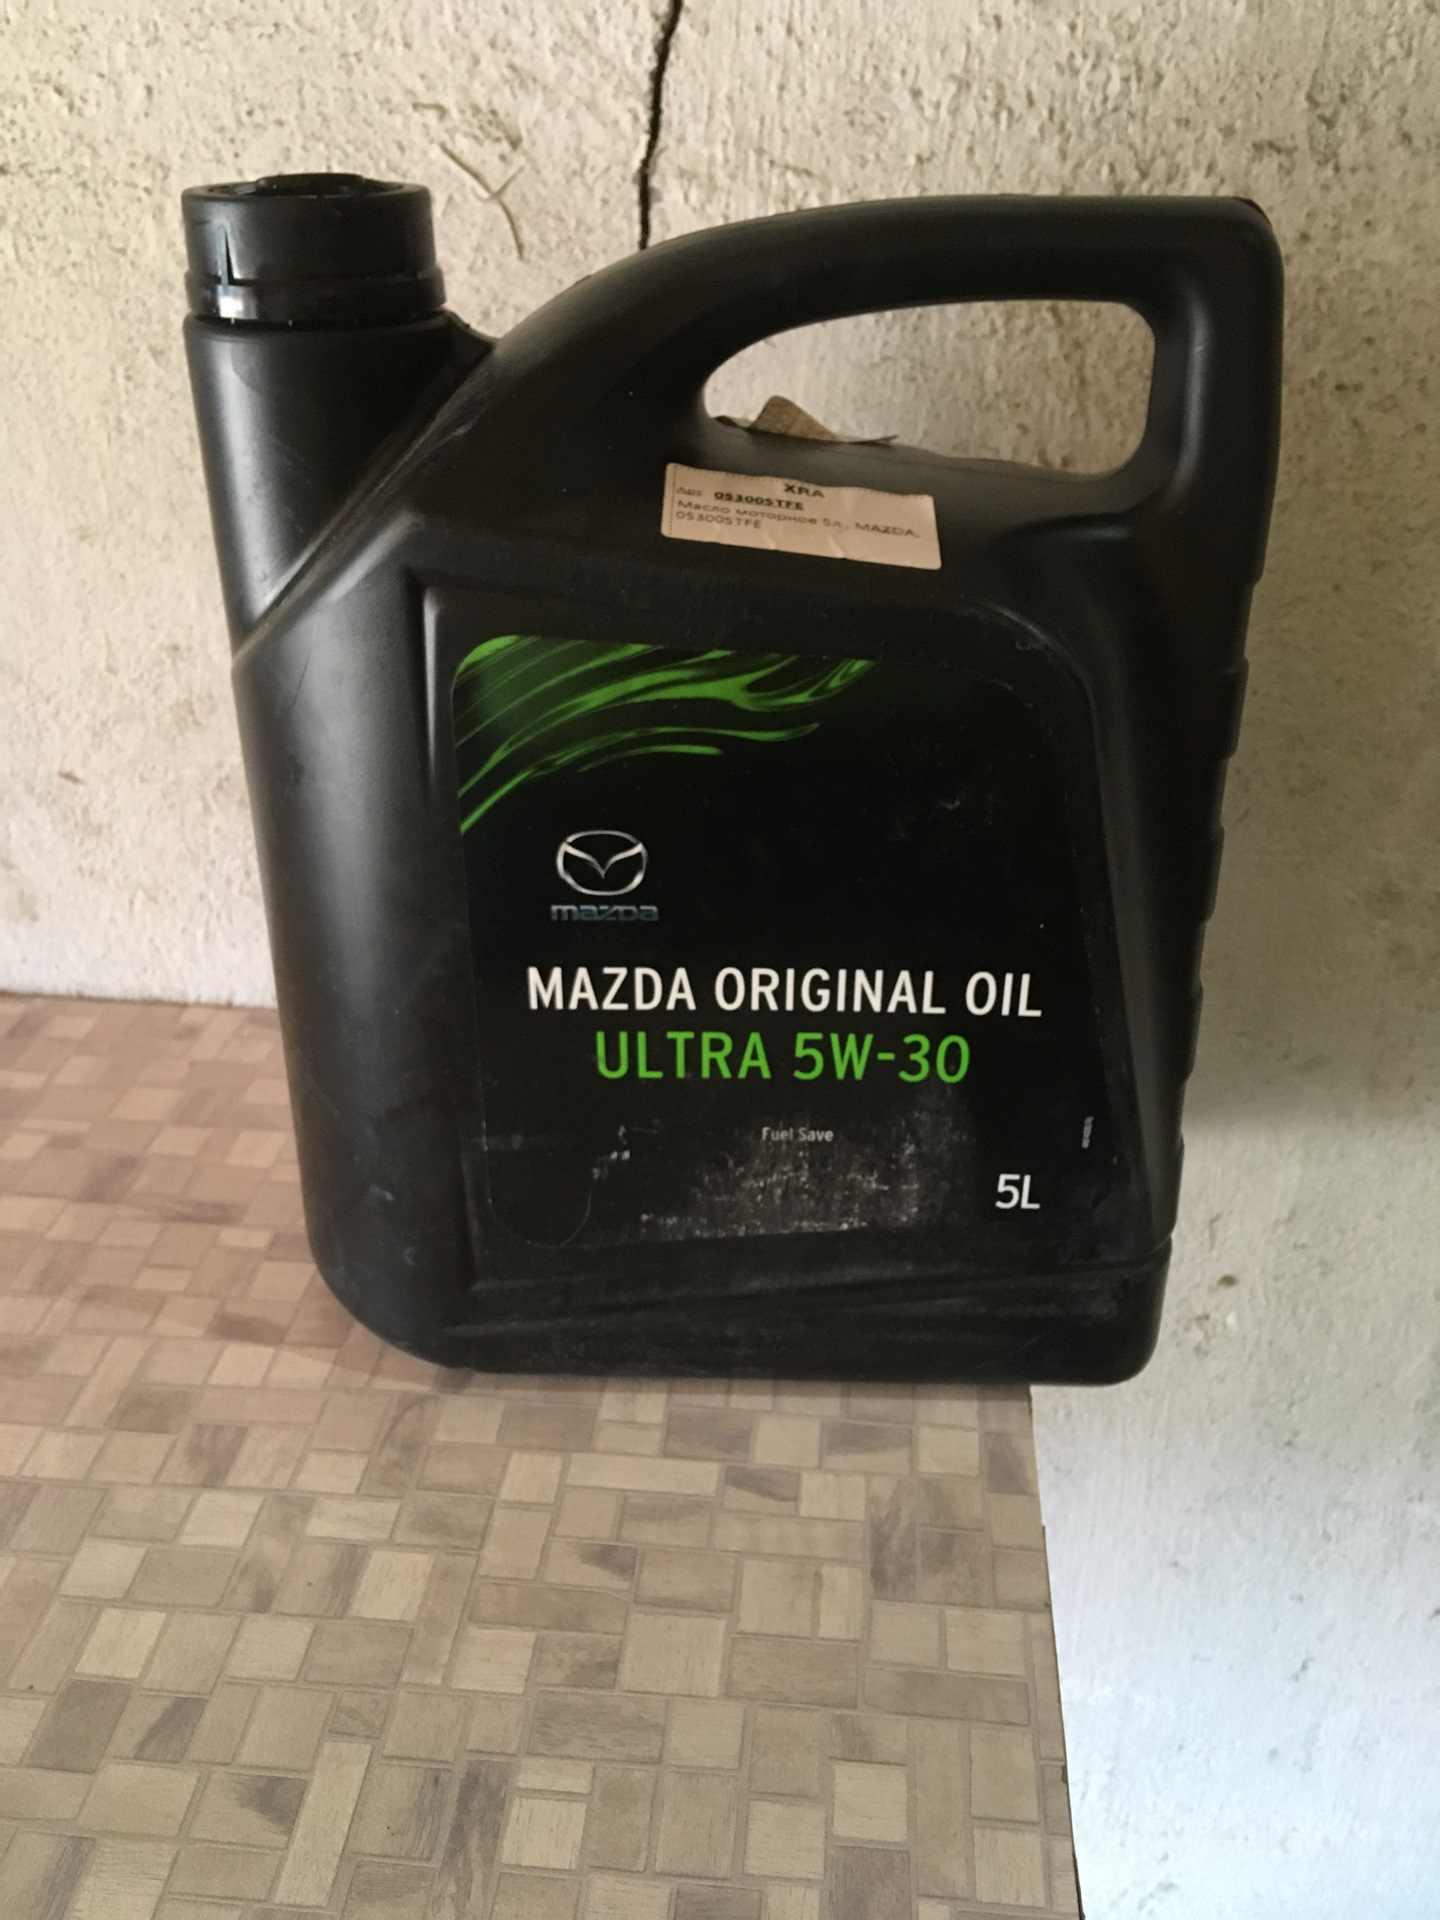 XRA
Арт. 053005TFE
Масло моторное 5л., MAZDA,
053005TFE
mazda
MAZDA ORIGINAL OIL
ULTRA 5W-30
Fuel Save
5L